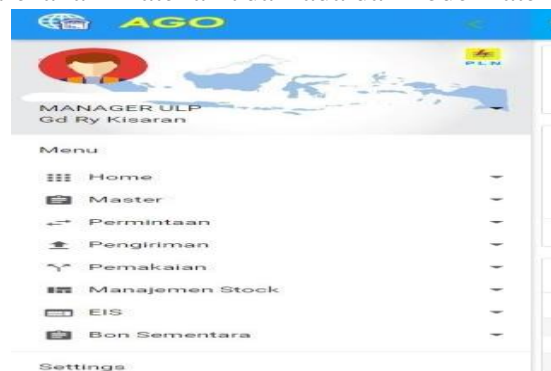 AGO
<
PLN
MANAGER ULP
Gd Ry Kisaran
Menu
Home
Master
Permintaan
Pengiriman
Pemakaian
Manajemen Stock
EIS
Bon Sementara
Settings